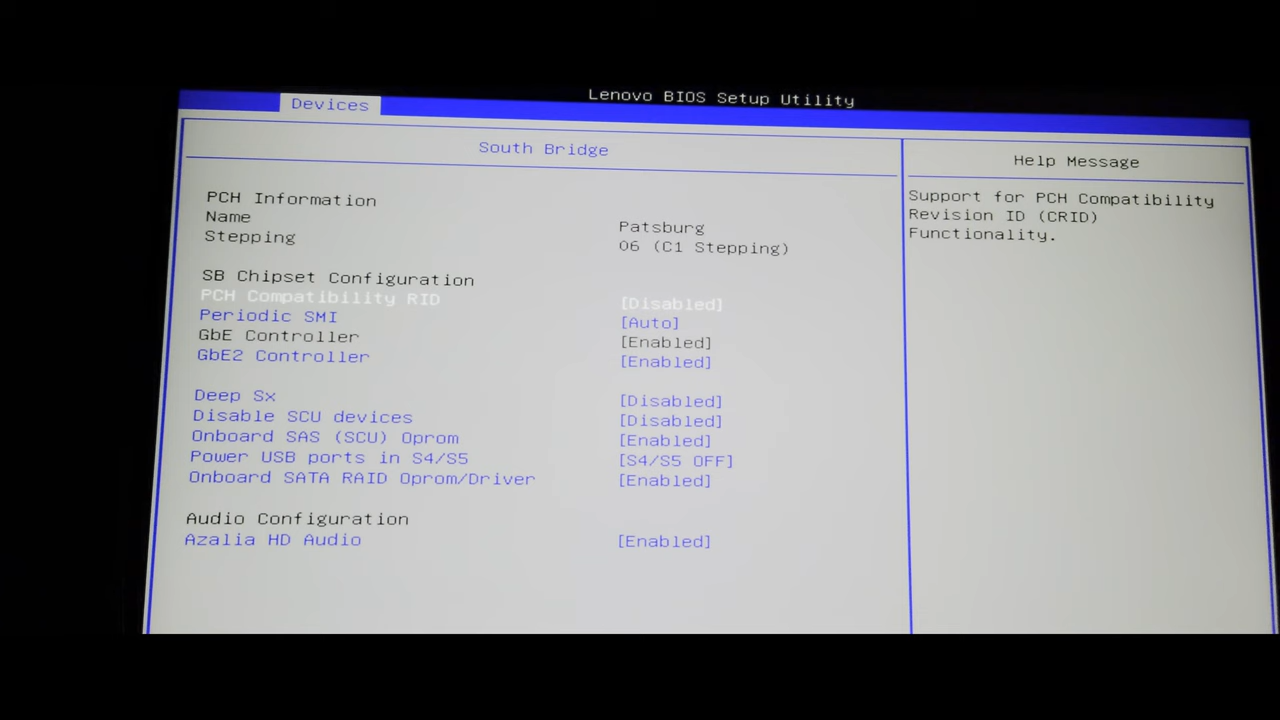 Lenovo BIOS Setup Utility
Devices
South Bridge
Help Message
PCH Information
Name Patsburg
Stepping 06 (C1 Stepping)
SB Chipset Configuration
PCH Compatibility RID [Disabled]
Periodic SMI [Auto]
GbE Controller [Enabled]
GbE2 Controller [Enabled]
Deep Sx [Disabled]
Disable SCU devices [Disabled]
Onboard SAS (SCU) Oprom [Enabled]
Power USB ports in S4/S5 [S4/S5 OFF]
Onboard SATA RAID Oprom/Driver [Enabled]
Audio Configuration
Azalia HD Audio [Enabled]
Support for PCH Compatibility
Revision ID (CRID)
Functionality.